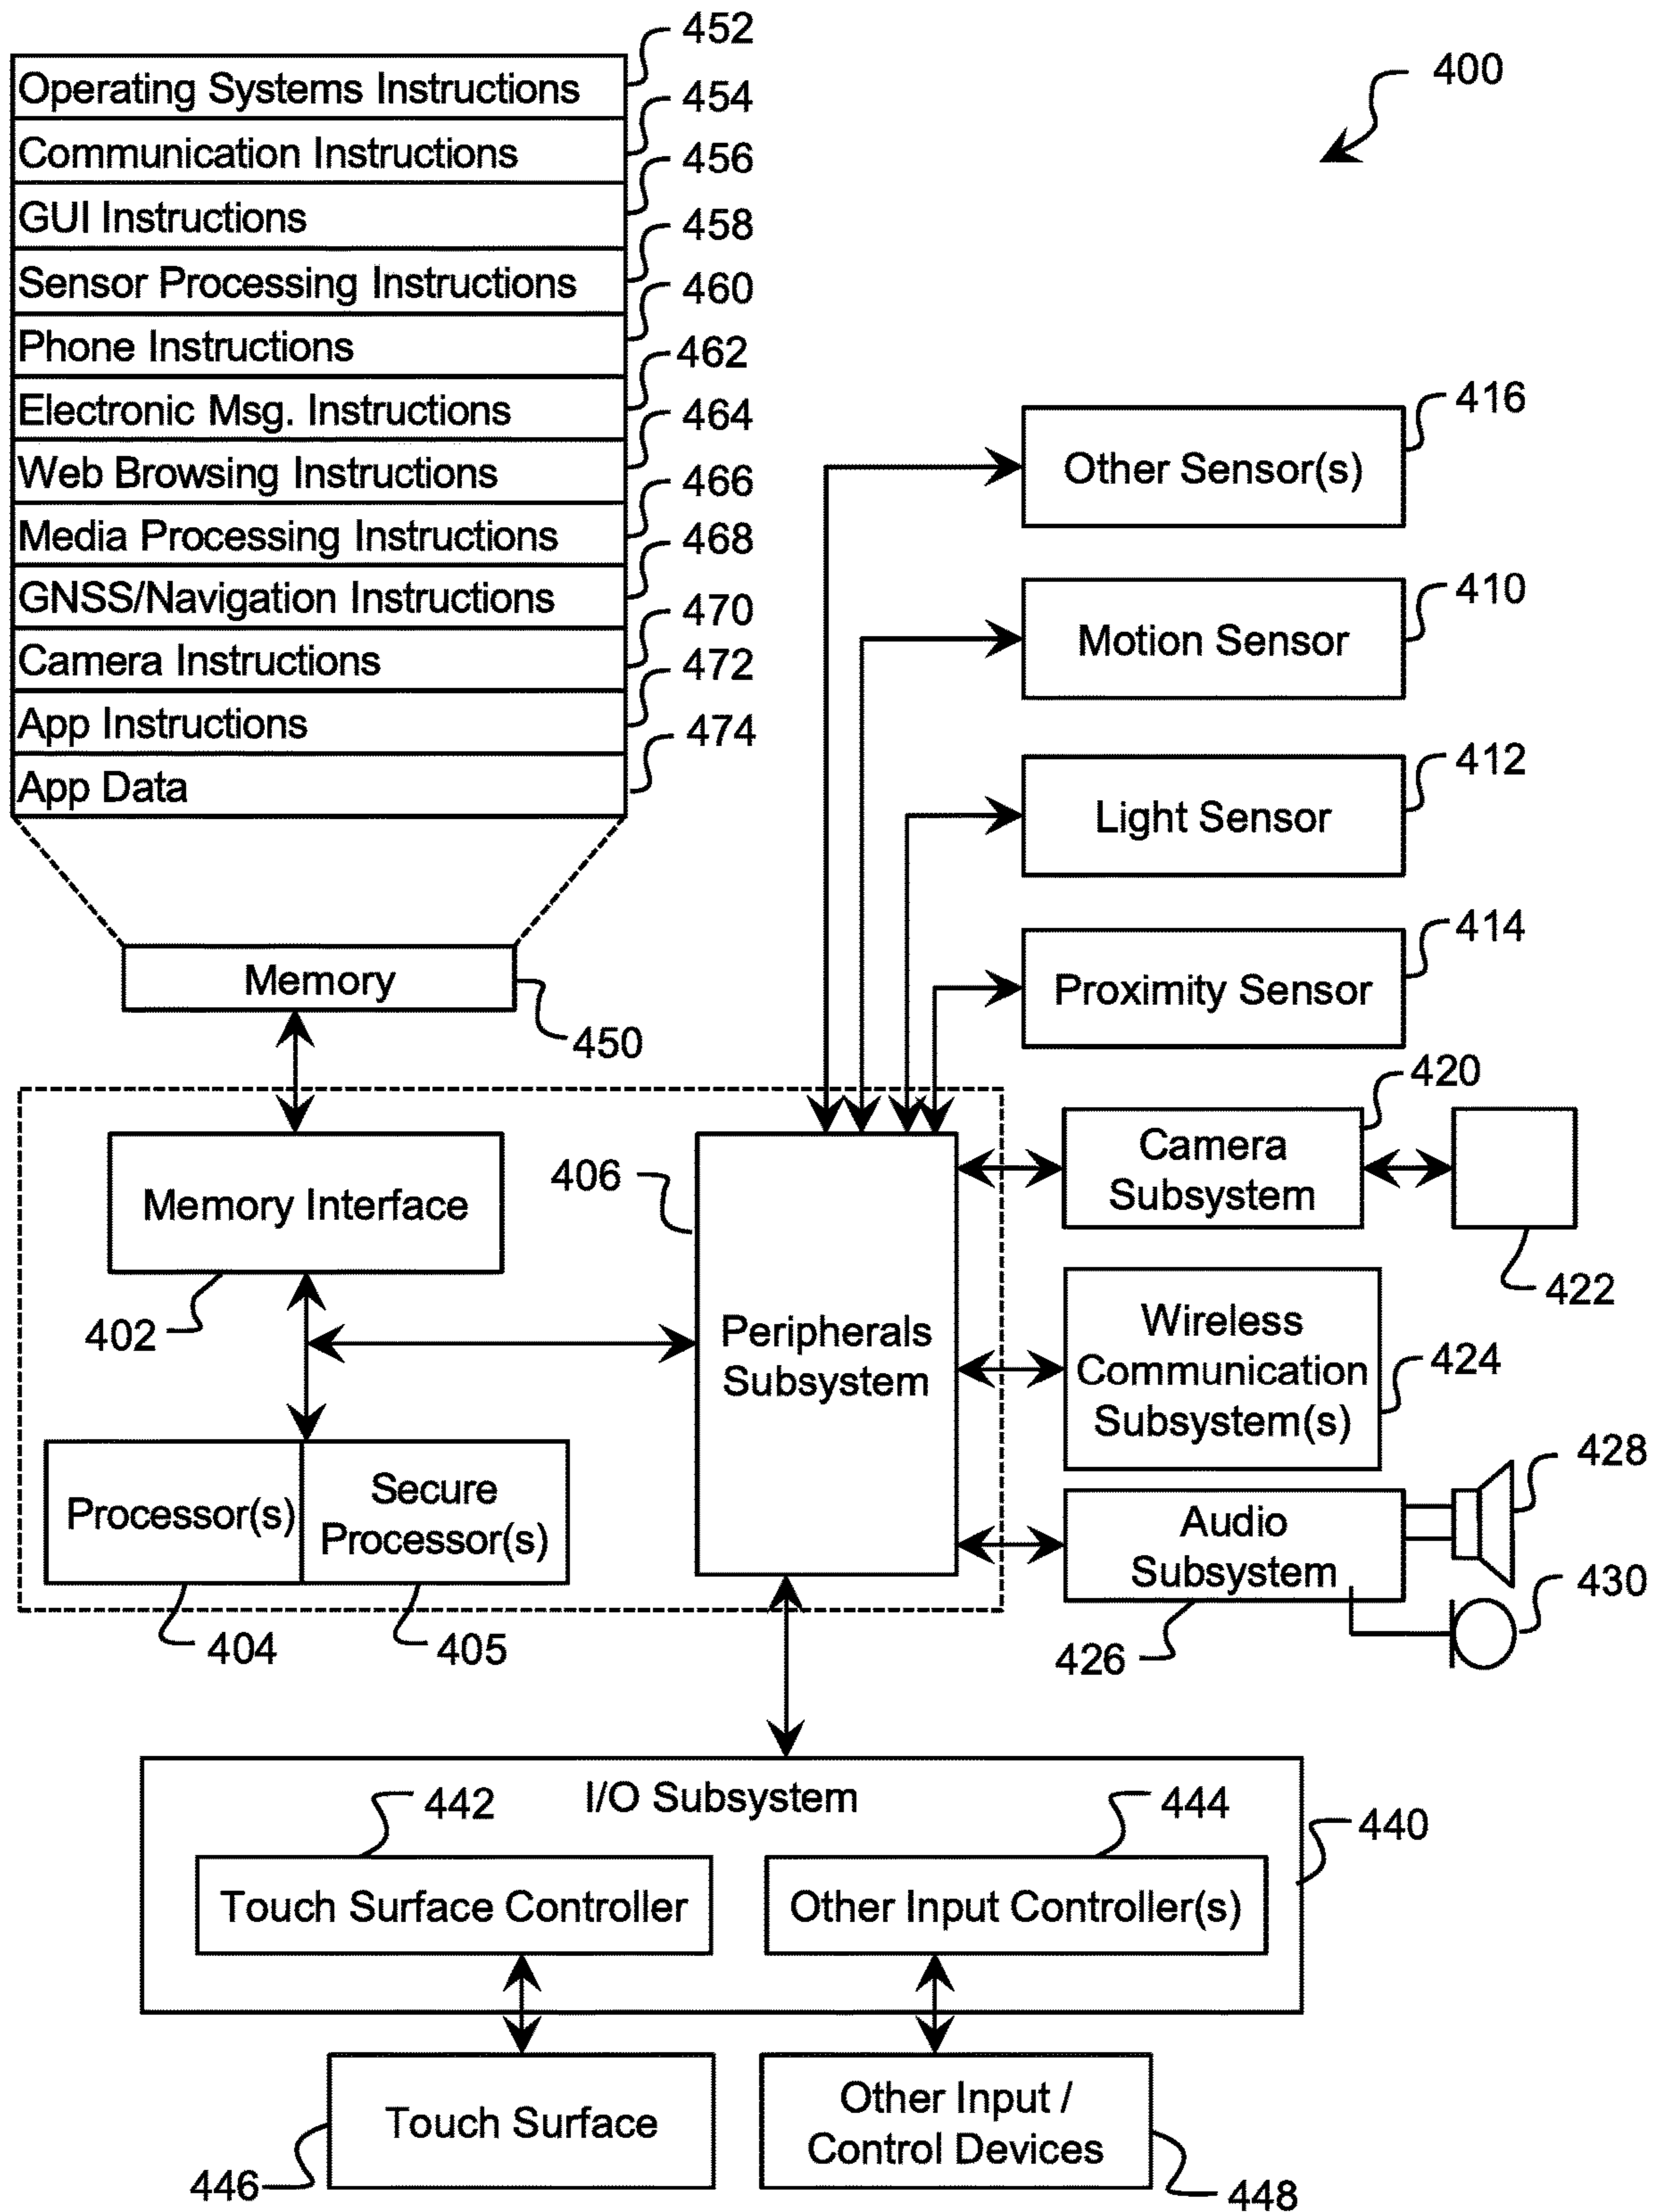 452
Operating Systems Instructions
454
Communication Instructions
456
GUI Instructions
458
Sensor Processing Instructions
460
Phone Instructions
462
Electronic Msg. Instructions
464
Web Browsing Instructions
466
Media Processing Instructions
468
GNSS/Navigation Instructions
470
Camera Instructions
472
App Instructions
474
App Data
400
Memory
450
416
Other Sensor(s)
410
Motion Sensor
412
Light Sensor
414
Proximity Sensor
420
Camera
Subsystem
422
Memory Interface
402
406
Peripherals
Subsystem
Wireless
Communication
Subsystem(s)
424
Processor(s)
Secure
Processor(s)
404
405
Audio
Subsystem
426
428
430
I/O Subsystem
440
442
Touch Surface Controller
444
Other Input Controller(s)
Touch Surface
446
Other Input /
Control Devices
448